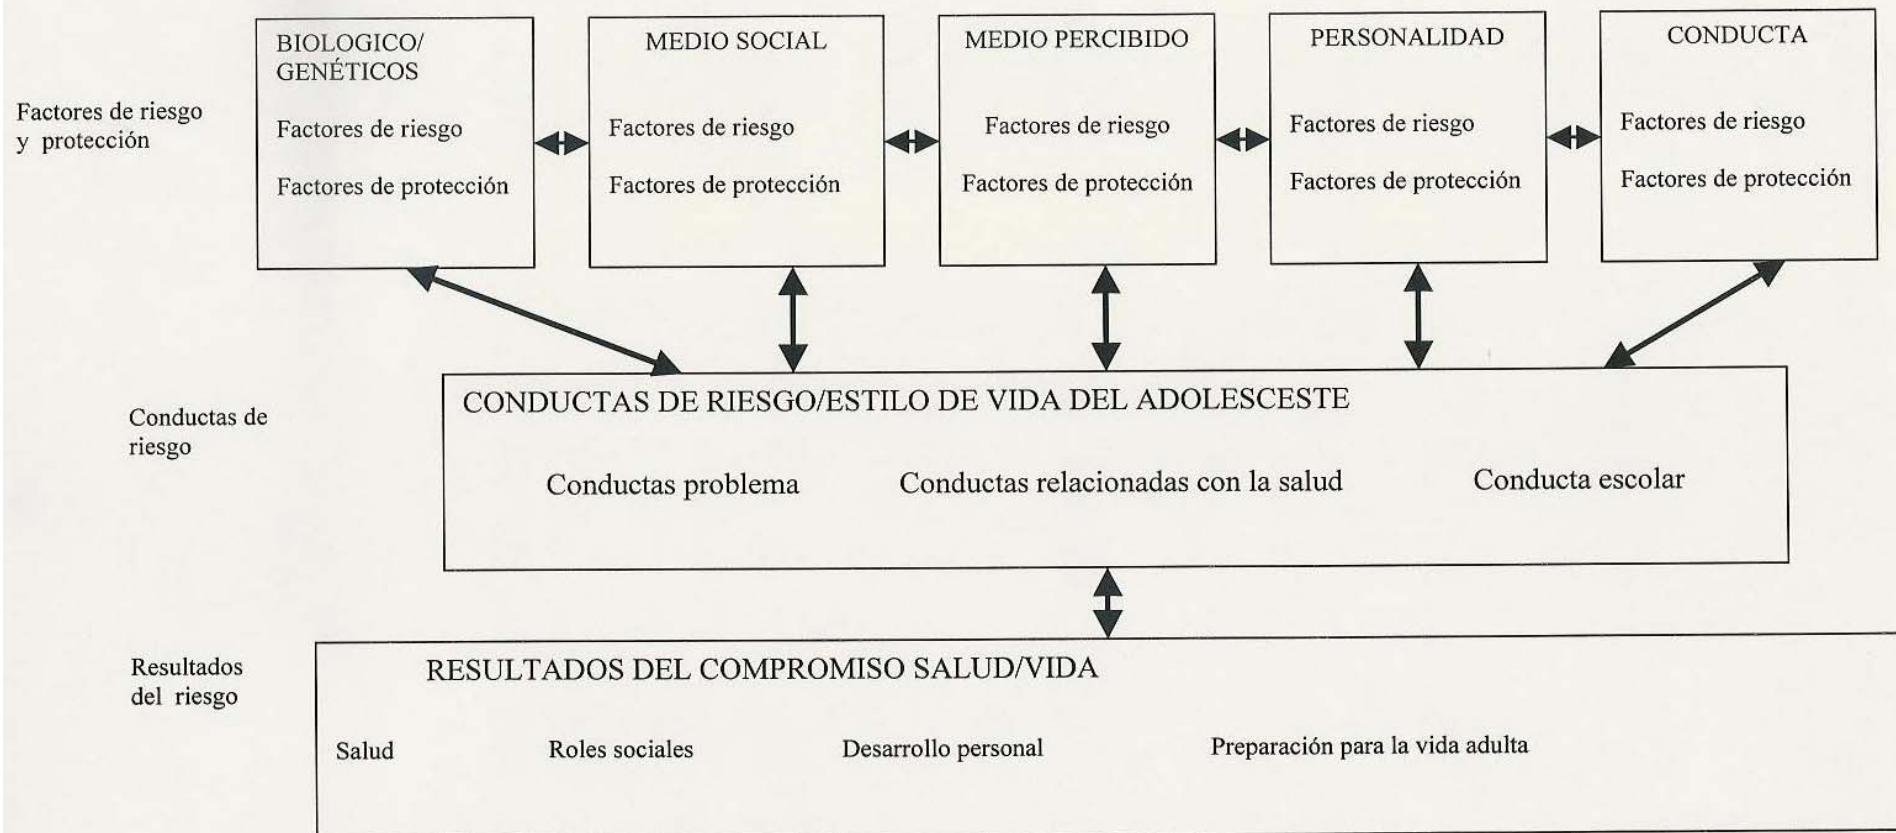 Factores de riesgo
y protección
BIOLOGICO/
GENÉTICOS
Factores de riesgo
Factores de protección
MEDIO SOCIAL
Factores de riesgo
Factores de protección
MEDIO PERCIBIDO
Factores de riesgo
Factores de protección
PERSONALIDAD
Factores de riesgo
Factores de protección
CONDUCTA
Factores de riesgo
Factores de protección
Conductas de
riesgo
CONDUCTAS DE RIESGO/ESTILO DE VIDA DEL ADOLESCESTE
Conductas problema
Conductas relacionadas con la salud
Conducta escolar
Resultados
del riesgo
RESULTADOS DEL COMPROMISO SALUD/VIDA
Salud
Roles sociales
Desarrollo personal
Preparación para la vida adulta